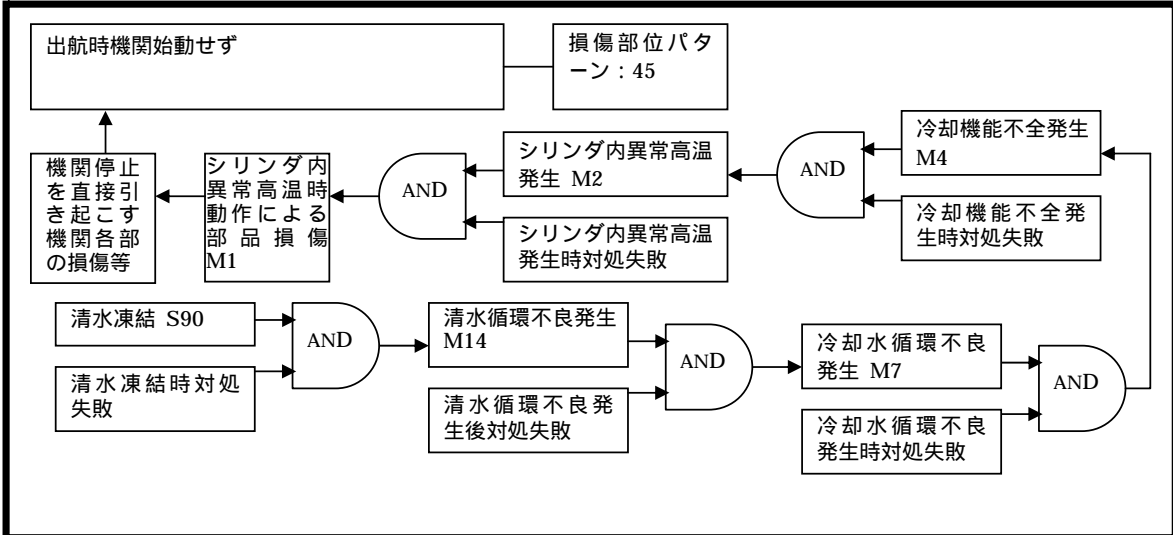 出航時機関始動せず
損傷部位パタ
ーン：45
冷却機能不全発生
M4
シリンダ内異常高温
発生 M2
AND
AND
機関停止
を直接引
き起こす
機関各部
の損傷等
シリンダ内
異常高温時
動作による
部品損傷
M1
シリンダ内異常高温
発生時対処失敗
冷却機能不全発
生時対処失敗
清水凍結 S90
AND
清水凍結時対処
失敗
清水循環不良発生
M14
AND
清水循環不良発
生後対処失敗
冷却水循環不良
発生 M7
AND
冷却水循環不良
発生時対処失敗